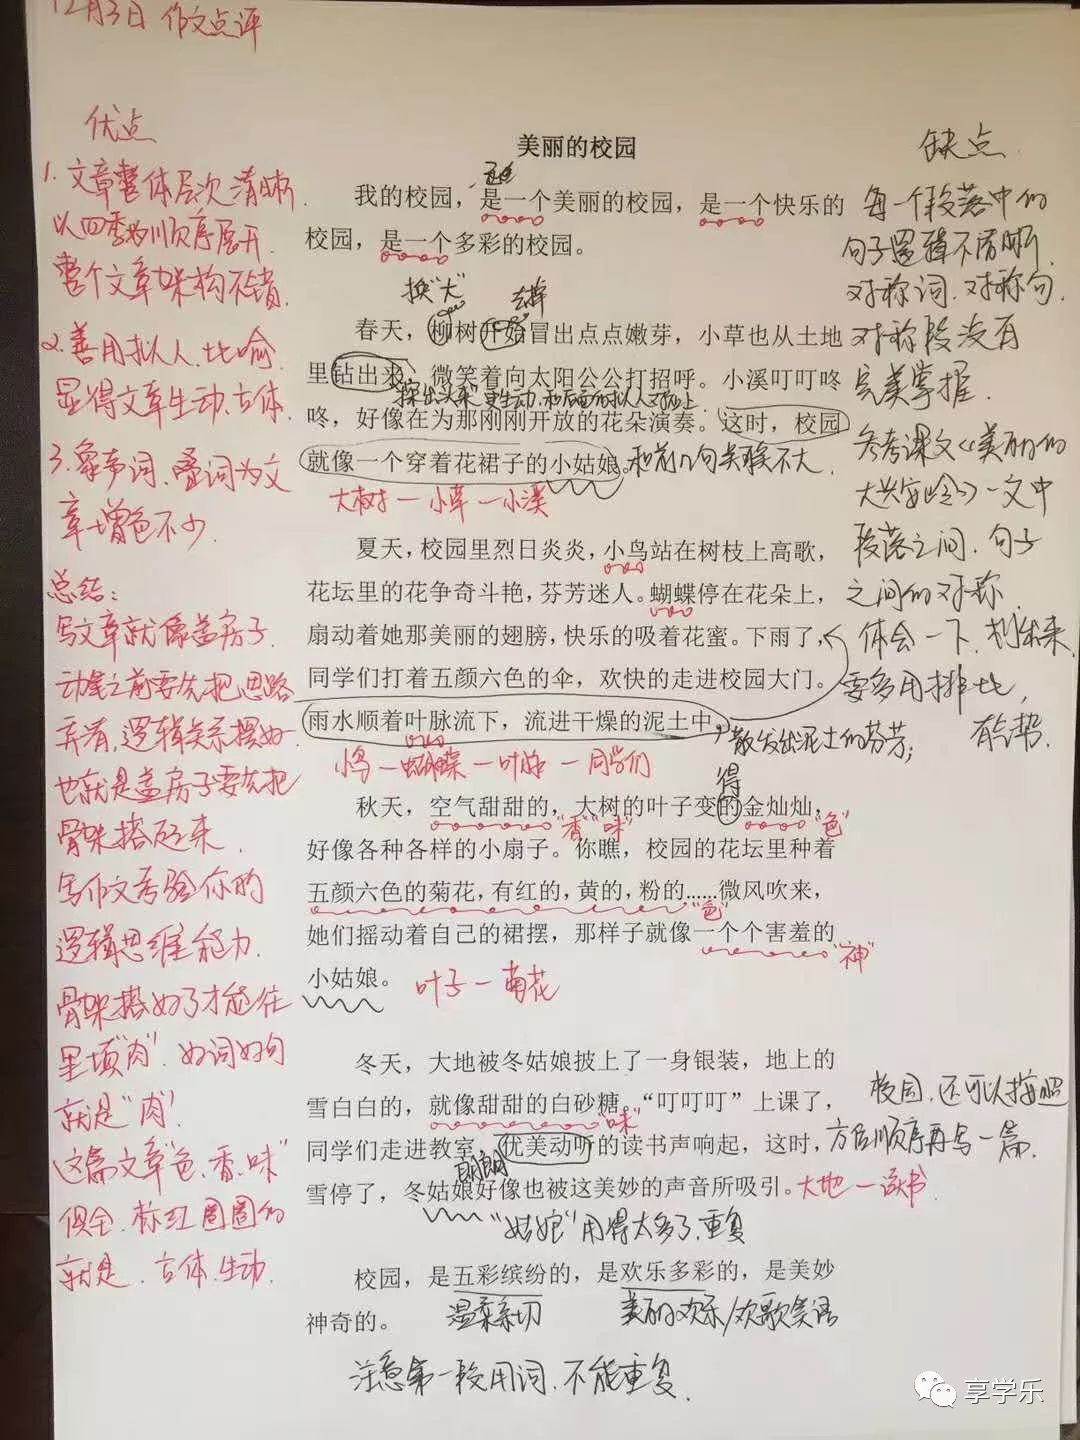 12月3日 作文点评
优点
1. 文章整体层次清晰
以四季为顺序展开
整个文章架构不错
2. 善用拟人、比喻
显得文章生动、立体
3. 象声词、叠词为文
章增色不少
总结：
写文章就像盖房子
动笔之前要先把思路
弄清,逻辑关系摆好
也就是盖房子要先把
骨架搭起来
写作文考验你的
逻辑思维能力
骨架搭好了才能往
里填“肉”.好词好句
就是“肉”!
这篇文章“色、香、味”
俱全.标红圈圈的
就是.立体.生动.
美丽的校园
我的校园，是一个美丽的校园，是一个快乐的
校园，是一个多彩的校园。
换“大”
去掉
春天，柳树开始冒出点点嫩芽，小草也从土地
里钻出来，微笑着向太阳公公打招呼。小溪叮叮咚
“探出头来”更生动.和后面的拟人对上
咚，好像在为那刚刚开放的花朵演奏。这时，校园
就像一个穿着花裙子的小姑娘。和前几句关联不大
大树—小草—小溪
夏天，校园里烈日炎炎，小鸟站在树枝上高歌，
花坛里的花争奇斗艳，芬芳迷人。蝴蝶停在花朵上，
扇动着她那美丽的翅膀，快乐的吸着花蜜。下雨了，
同学们打着五颜六色的伞，欢快的走进校园大门。
雨水顺着叶脉流下，流进干燥的泥土中，散发出泥土的芬芳;
小鸟—蝴蝶—叶脉—同学们
得
秋天，空气甜甜的，大树的叶子变的金灿灿，
“香”“味”
“色”
好像各种各样的小扇子。你瞧，校园的花坛里种着
五颜六色的菊花，有红的，黄的，粉的……微风吹来，
“色”
她们摇动着自己的裙摆，那样子就像一个个害羞的
“神”
小姑娘。 叶子—菊花
冬天，大地被冬姑娘披上了一身银装，地上的
雪白白的，就像甜甜的白砂糖。“叮叮叮”上课了，
“味”
同学们走进教室，优美动听的读书声响起，这时，
朗朗
雪停了，冬姑娘好像也被这美妙的声音所吸引。大地—读书
“姑娘”用得太多了.重复
校园，是五彩缤纷的，是欢乐多彩的，是美妙
神奇的。
温柔亲切
美丽的欢乐/欢歌笑语
注意第一段用词.不能重复.
缺点
每一个段落中的
句子逻辑不清晰
对称词.对称句.
对称段没有
完美掌握.
参考课文《美丽的
大兴安岭》一文中
段落之间.句子
之间的对称
体会一下.
要多用排比,
校园.还可以按照
方位顺序再写一篇.
享学乐